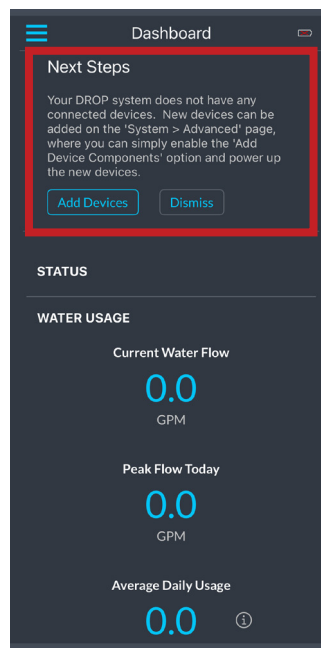 Dashboard
Next Steps
Your DROP system does not have any
connected devices. New devices can be
added on the 'System > Advanced' page,
where you can simply enable the 'Add
Device Components' option and power up
the new devices.
Add Devices Dismiss
STATUS
WATER USAGE
Current Water Flow
0.0
GPM
Peak Flow Today
0.0
GPM
Average Daily Usage
0.0